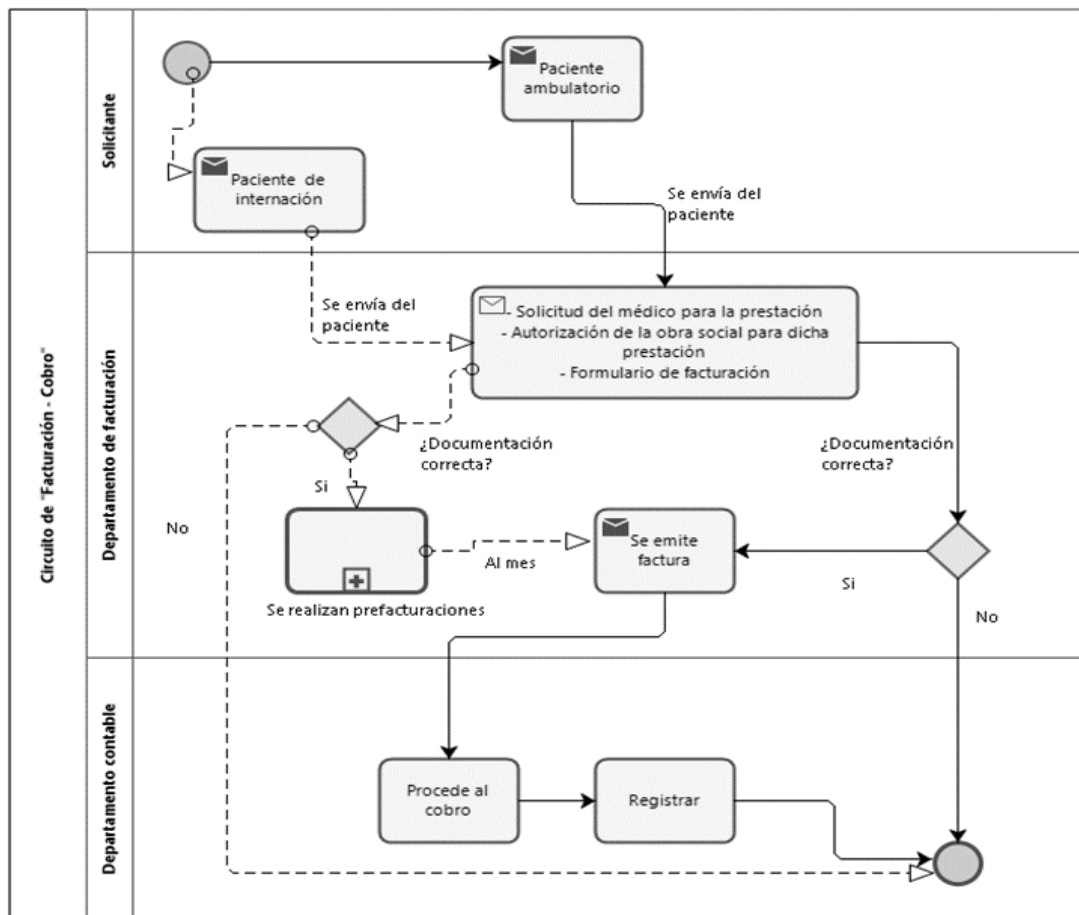 Circuito de "Facturación - Cobro"
Solicitante
Paciente
ambulatorio
Paciente de
internación
Se envía del
paciente
Departamento de facturación
Se envía del
paciente
- Solicitud del médico para la prestación
- Autorización de la obra social para dicha
prestación
- Formulario de facturación
¿Documentación
correcta?
¿Documentación
correcta?
Si
No
Se emite
factura
Al mes
Si
Se realizan prefacturaciones
No
Departamento contable
Procede al
cobro
Registrar